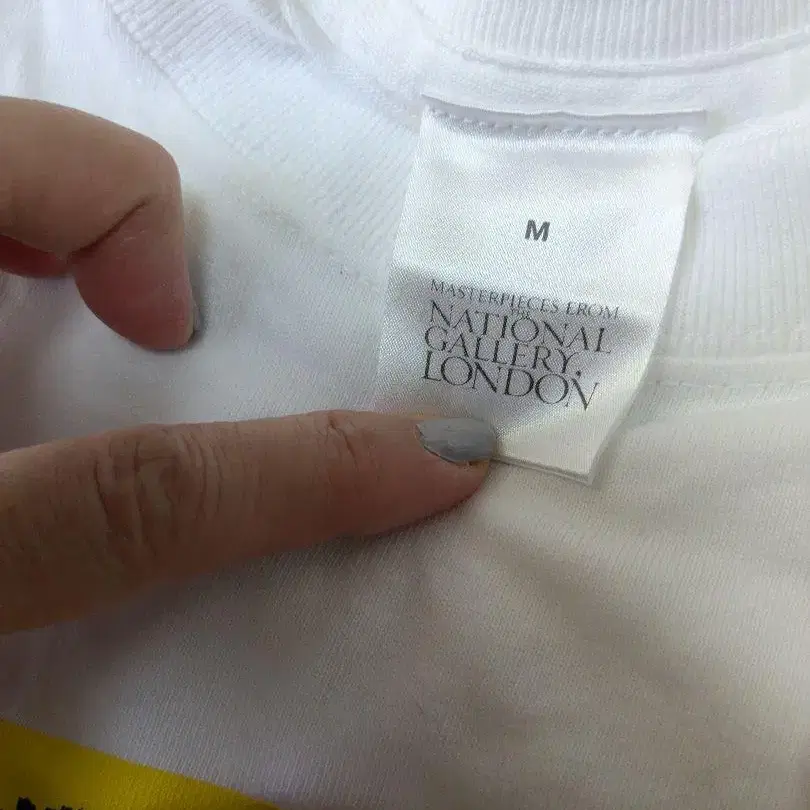 M
MASTERPIECES FROM
THE
NATIONAL
GALLERY,
LONDON